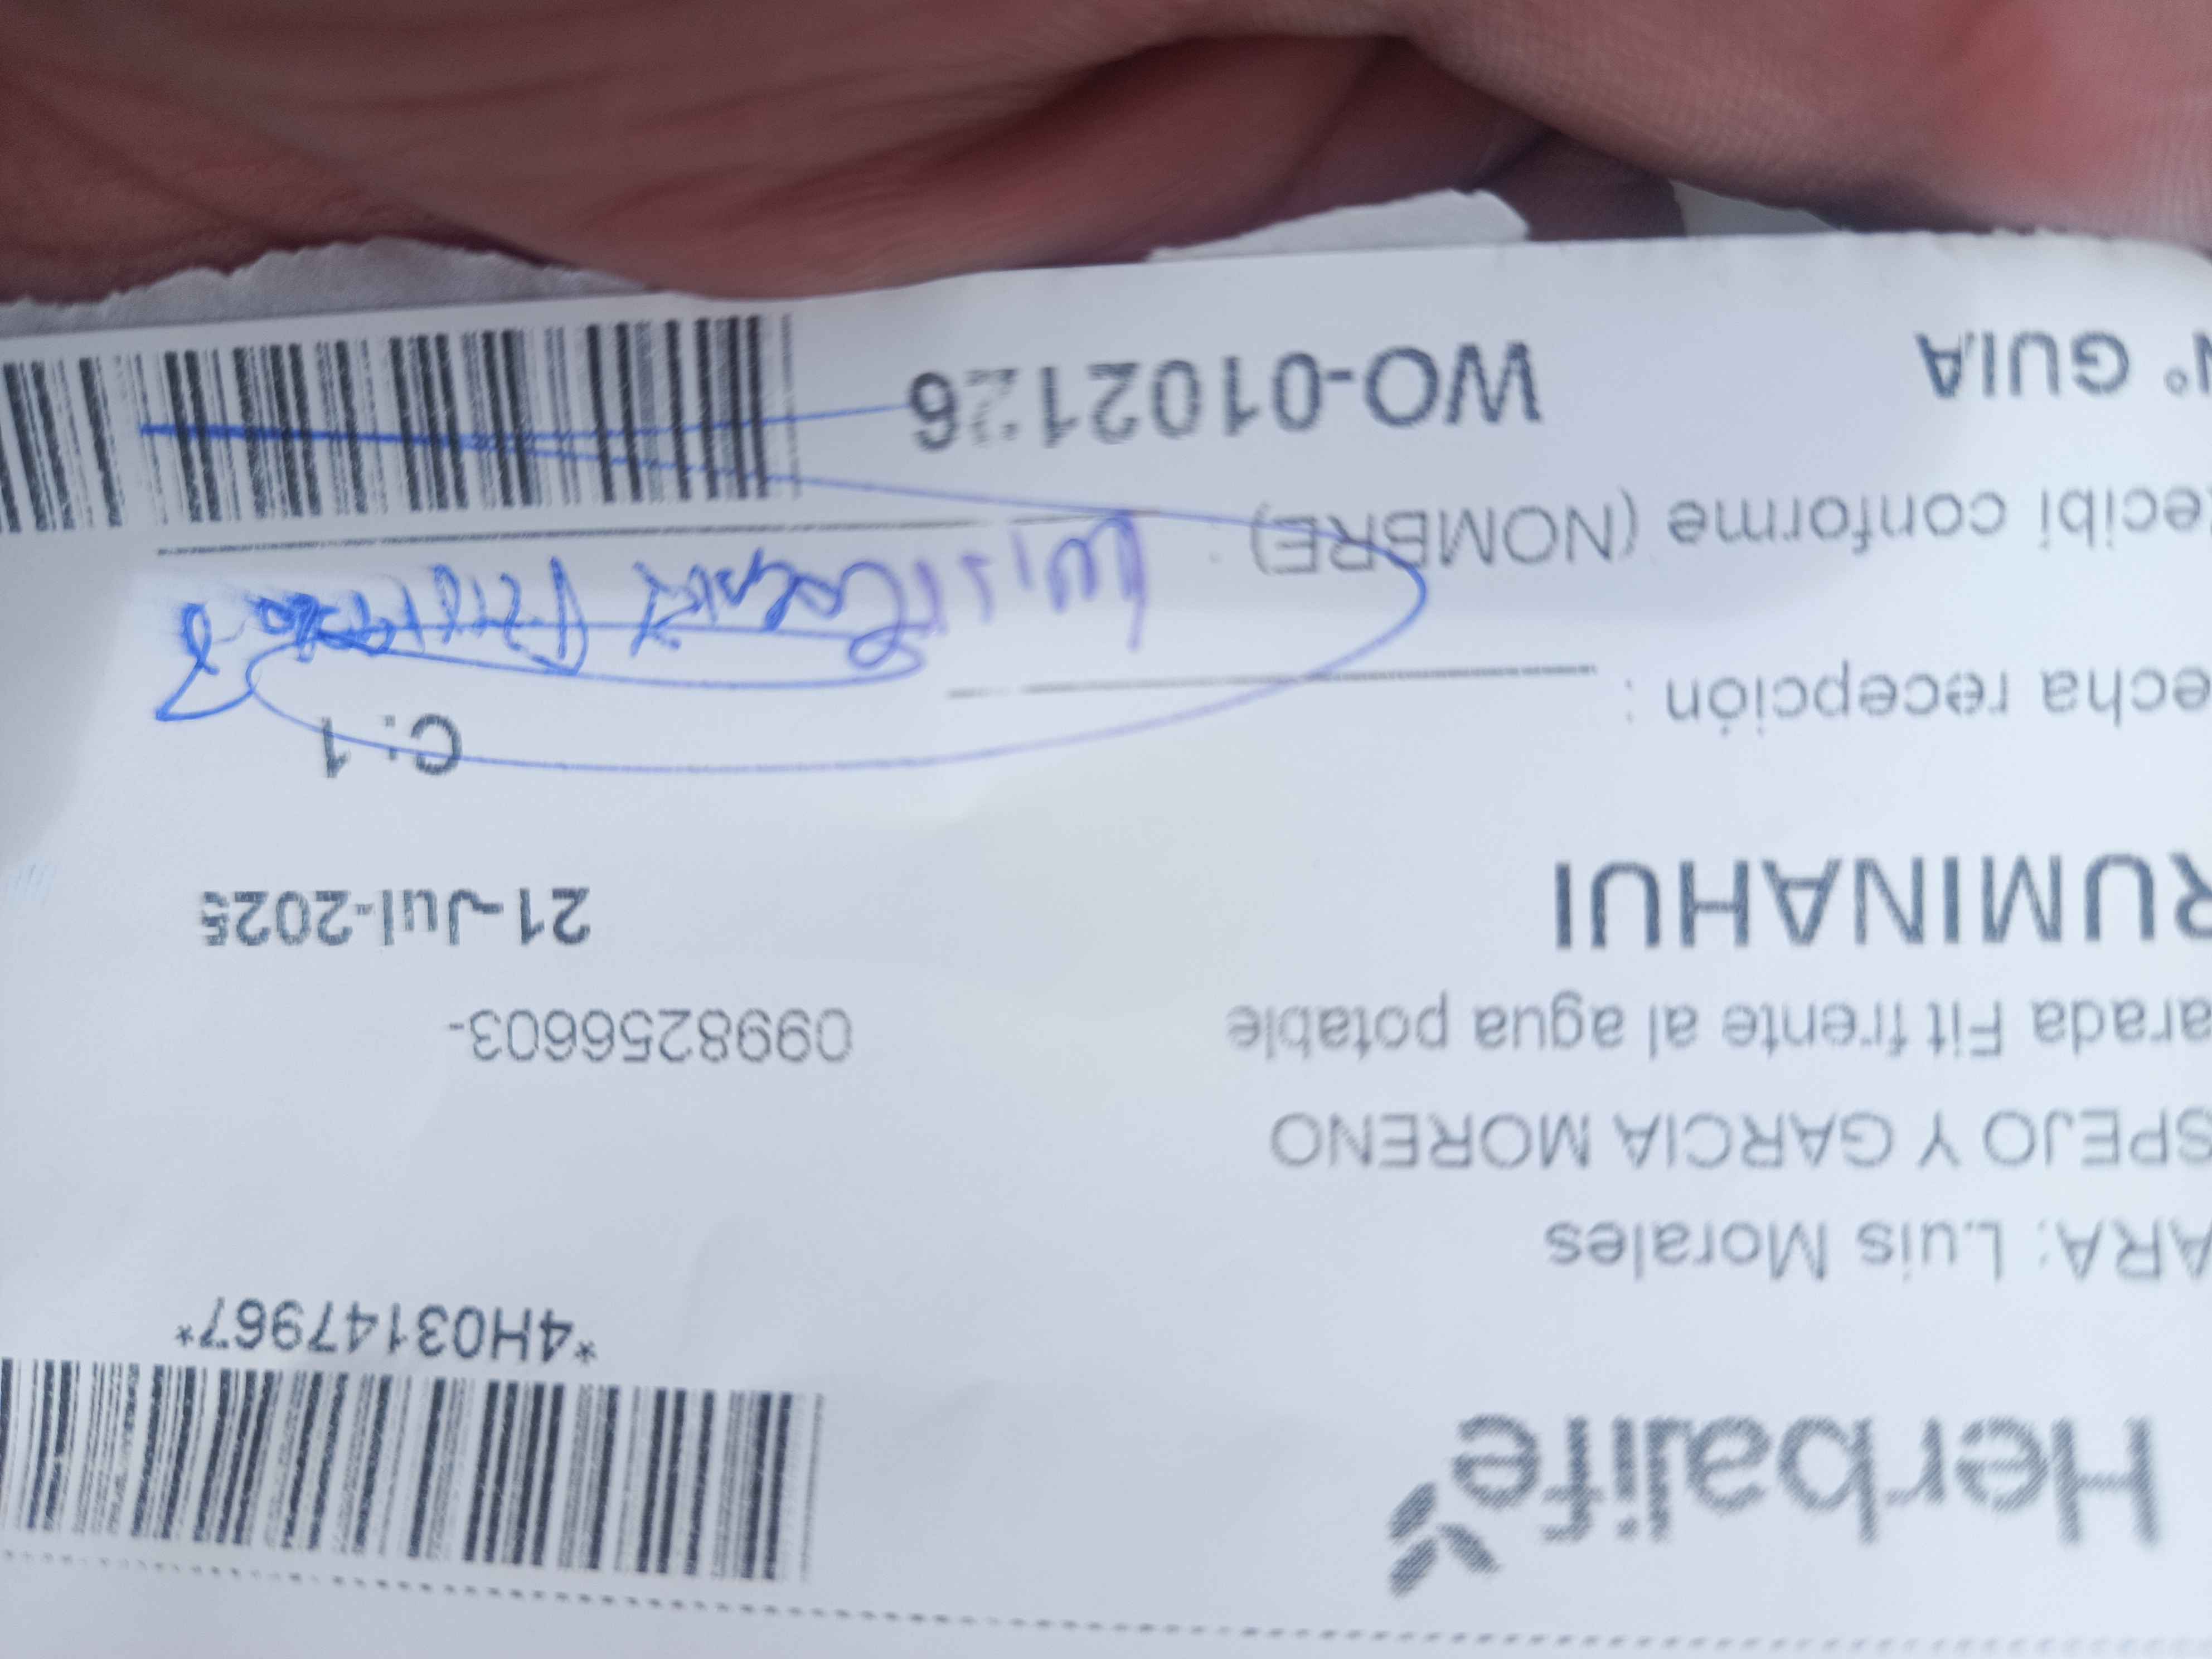 Herbalife
*4H03147967*
ARA: Luis Morales
SPEJO Y GARCIA MORENO
arada Fit frente al agua potable
0998256603-
RUMINAHUI
21-Jul-2025
C: 1
echa recepción :
ecibi conforme (NOMBRE) : Luis
N° GUIA WO-0102126